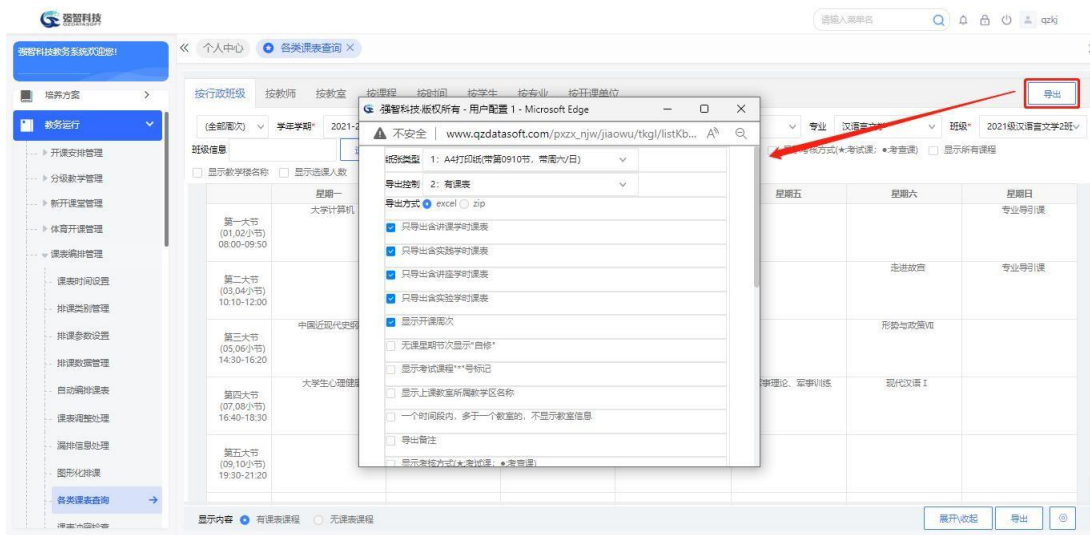 强智科技
QZDATASOFT
请输入菜单名
qzkj
强智科技教务系统欢迎您!
个人中心
各类课表查询 ×
培养方案
教务运行
开课安排管理
分级教学管理
新开课堂管理
体育开课管理
课表编排管理
课表时间设置
排课类别管理
排课参数设置
排课数据管理
自动编排课表
课表调整处理
漏排信息处理
图形化排课
各类课表查询
按行政班级 按教师 按教室 按课程 按时间 按学生 按专业 按开课单位
导出
(全部周次) 学年学期* 2021-2
专业 汉语言文学 班级* 2021级汉语言文学2班
班级信息
(★考试课; ●考查课) 显示所有课程
显示教学楼名称 显示选课人数
星期一 星期五 星期六 星期日
第一大节
(01,02小节)
08:00-09:50
大学计算机
专业导引课
第二大节
(03,04小节)
10:10-12:00
走进故宫
专业导引课
第三大节
(05,06小节)
14:30-16:20
中国近现代史纲
形势与政策VII
第四大节
(07,08小节)
16:40-18:30
大学生心理健康
军事理论、军事训练
现代汉语 I
第五大节
(09,10小节)
19:30-21:20
强智科技-版权所有 - 用户配置 1 - Microsoft Edge
不安全 | www.qzdatasoft.com/pxzx_njw/jiaowu/tkgl/listKb...
纸张类型 1: A4打印纸(带第0910节, 带周六/日)
导出控制 2: 有课表
导出方式 excel zip
只导出含讲课学时课表
只导出含实践学时课表
只导出含讲座学时课表
只导出含实验学时课表
显示开课周次
无课星期节次显示"自修"
显示考试课程"*"号标记
显示上课教室所属教学区名称
一个时间段内, 多于一个教室的, 不显示教室信息
导出备注
显示考核方式(★:考试课; ●:考查课)
显示内容 有课表课程 无课表课程
展开\收起
导出